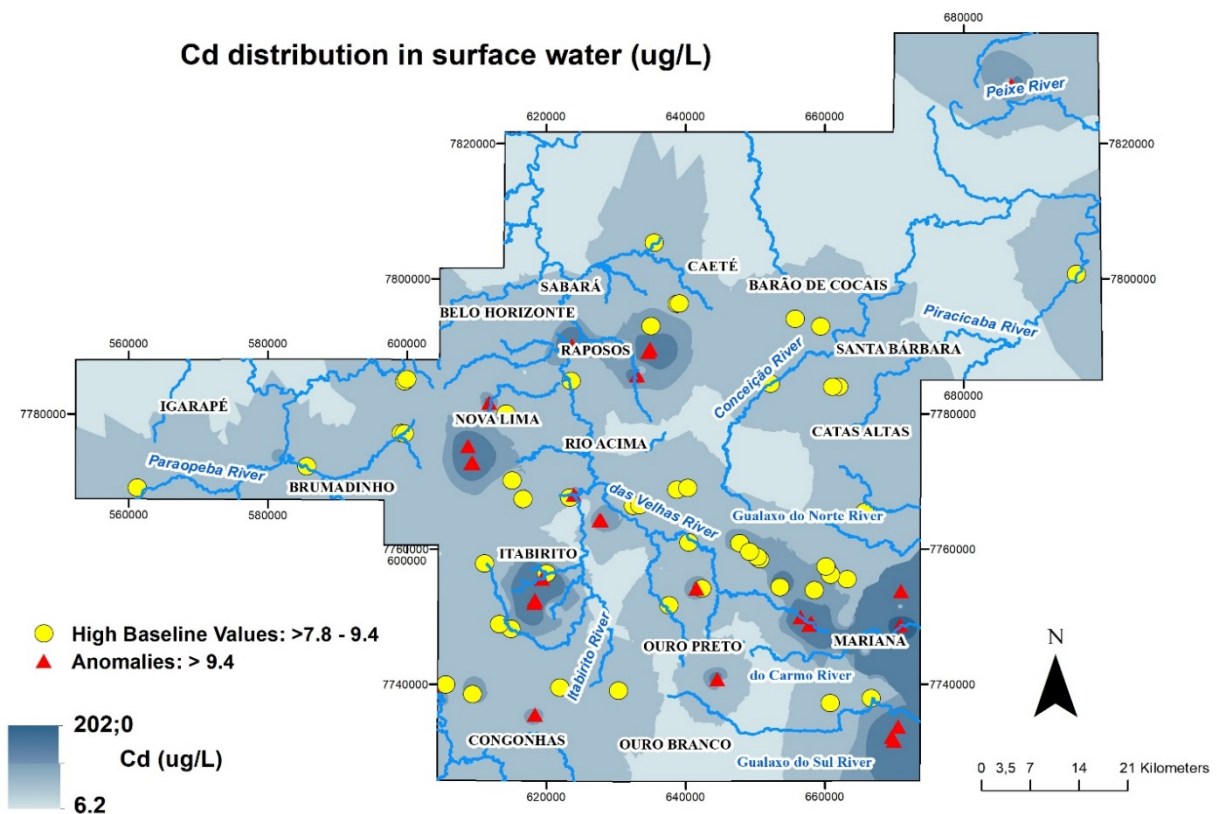 680000
Cd distribution in surface water (ug/L)
Peixe River
620000 640000 660000
7820000 7820000
CAETÉ
7800000 SABARÁ BARÃO DE COCAIS 7800000
BELO HORIZONTE
Piracicaba River
560000 580000 600000 RAPOSOS SANTA BÁRBARA
Conceição River
680000
7780000 IGARAPÉ NOVA LIMA 7780000
RIO ACIMA CATAS ALTAS
Paraopeba River
BRUMADINHO
das Velhas River
560000 580000 Gualaxo do Norte River
600000 ITABIRITO
7760000 7760000
High Baseline Values: >7.8 - 9.4
Itabirito River
OURO PRETO MARIANA
N
Anomalies: > 9.4
do Carmo River
7740000 7740000
202;0
CONGONHAS OURO BRANCO
Cd (ug/L)
Gualaxo do Sul River
0 3,5 7 14 21 Kilometers
6.2
620000 640000 660000